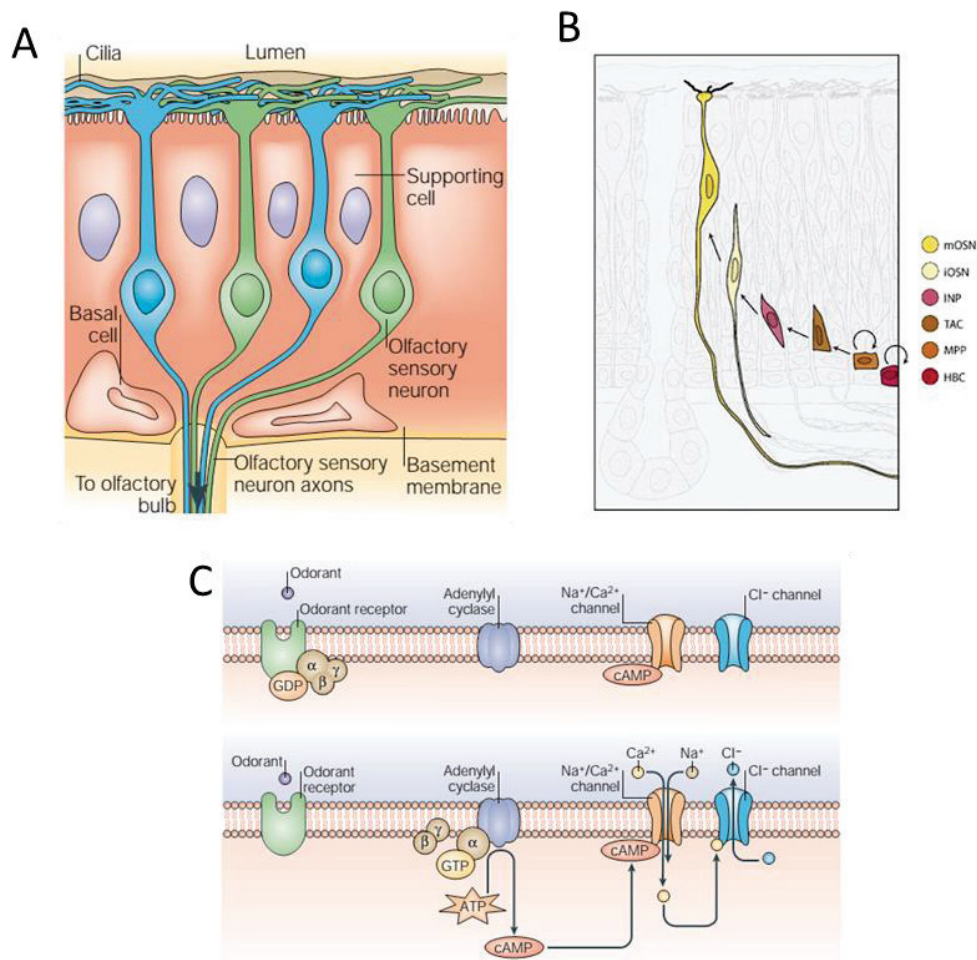 A
Cilia
Lumen
Supporting
cell
Basal
cell
Olfactory
sensory
neuron
To olfactory
bulb
Olfactory sensory
neuron axons
Basement
membrane
B
mOSN
iOSN
INP
TAC
MPP
HBC
C
Odorant
Odorant receptor
Adenylyl
cyclase
Na⁺/Ca²⁺
channel
Cl⁻ channel
GDP
α
β
γ
cAMP
Odorant
Odorant
receptor
Adenylyl
cyclase
Na⁺/Ca²⁺
channel
Ca²⁺
Na⁺
Cl⁻
Cl⁻ channel
β
γ
α
GTP
ATP
cAMP
cAMP